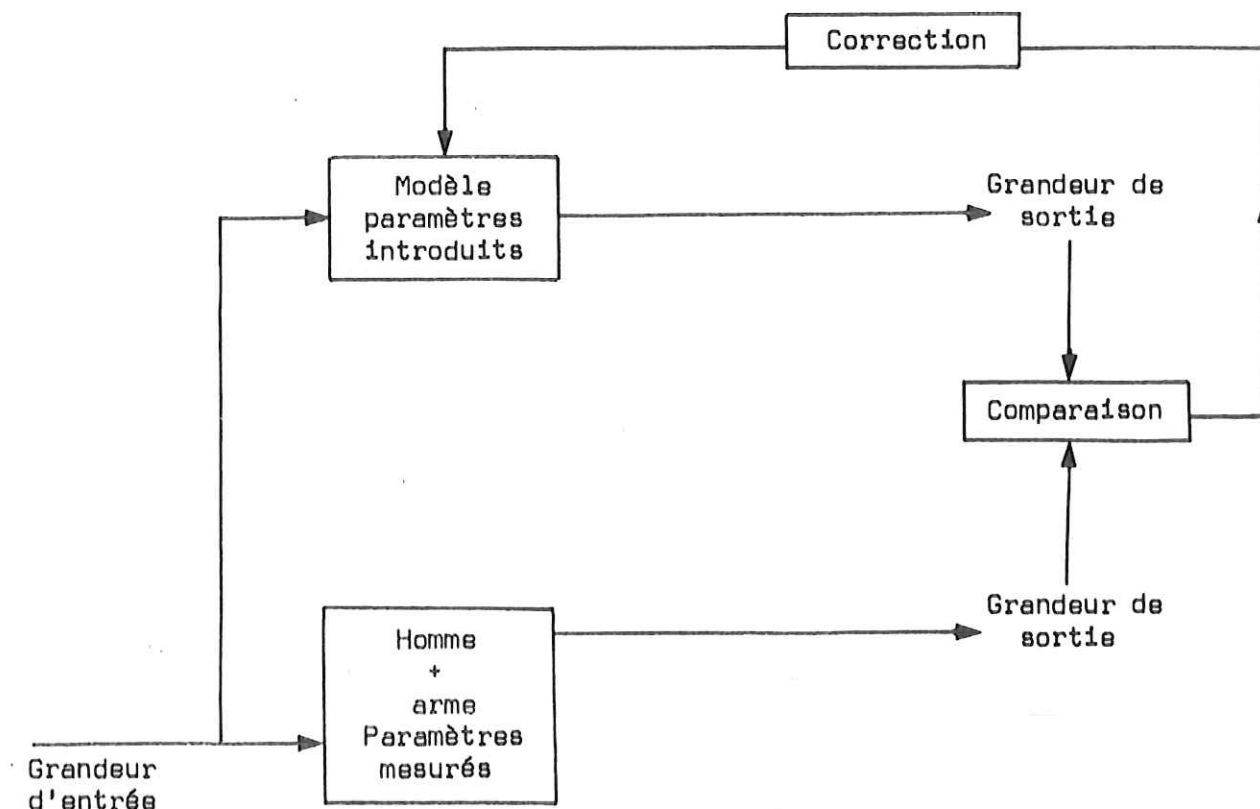 Correction
Modèle
paramètres
introduits
Grandeur de
sortie
Comparaison
Grandeur de
sortie
Homme
+
arme
Paramètres
mesurés
Grandeur
d'entrée